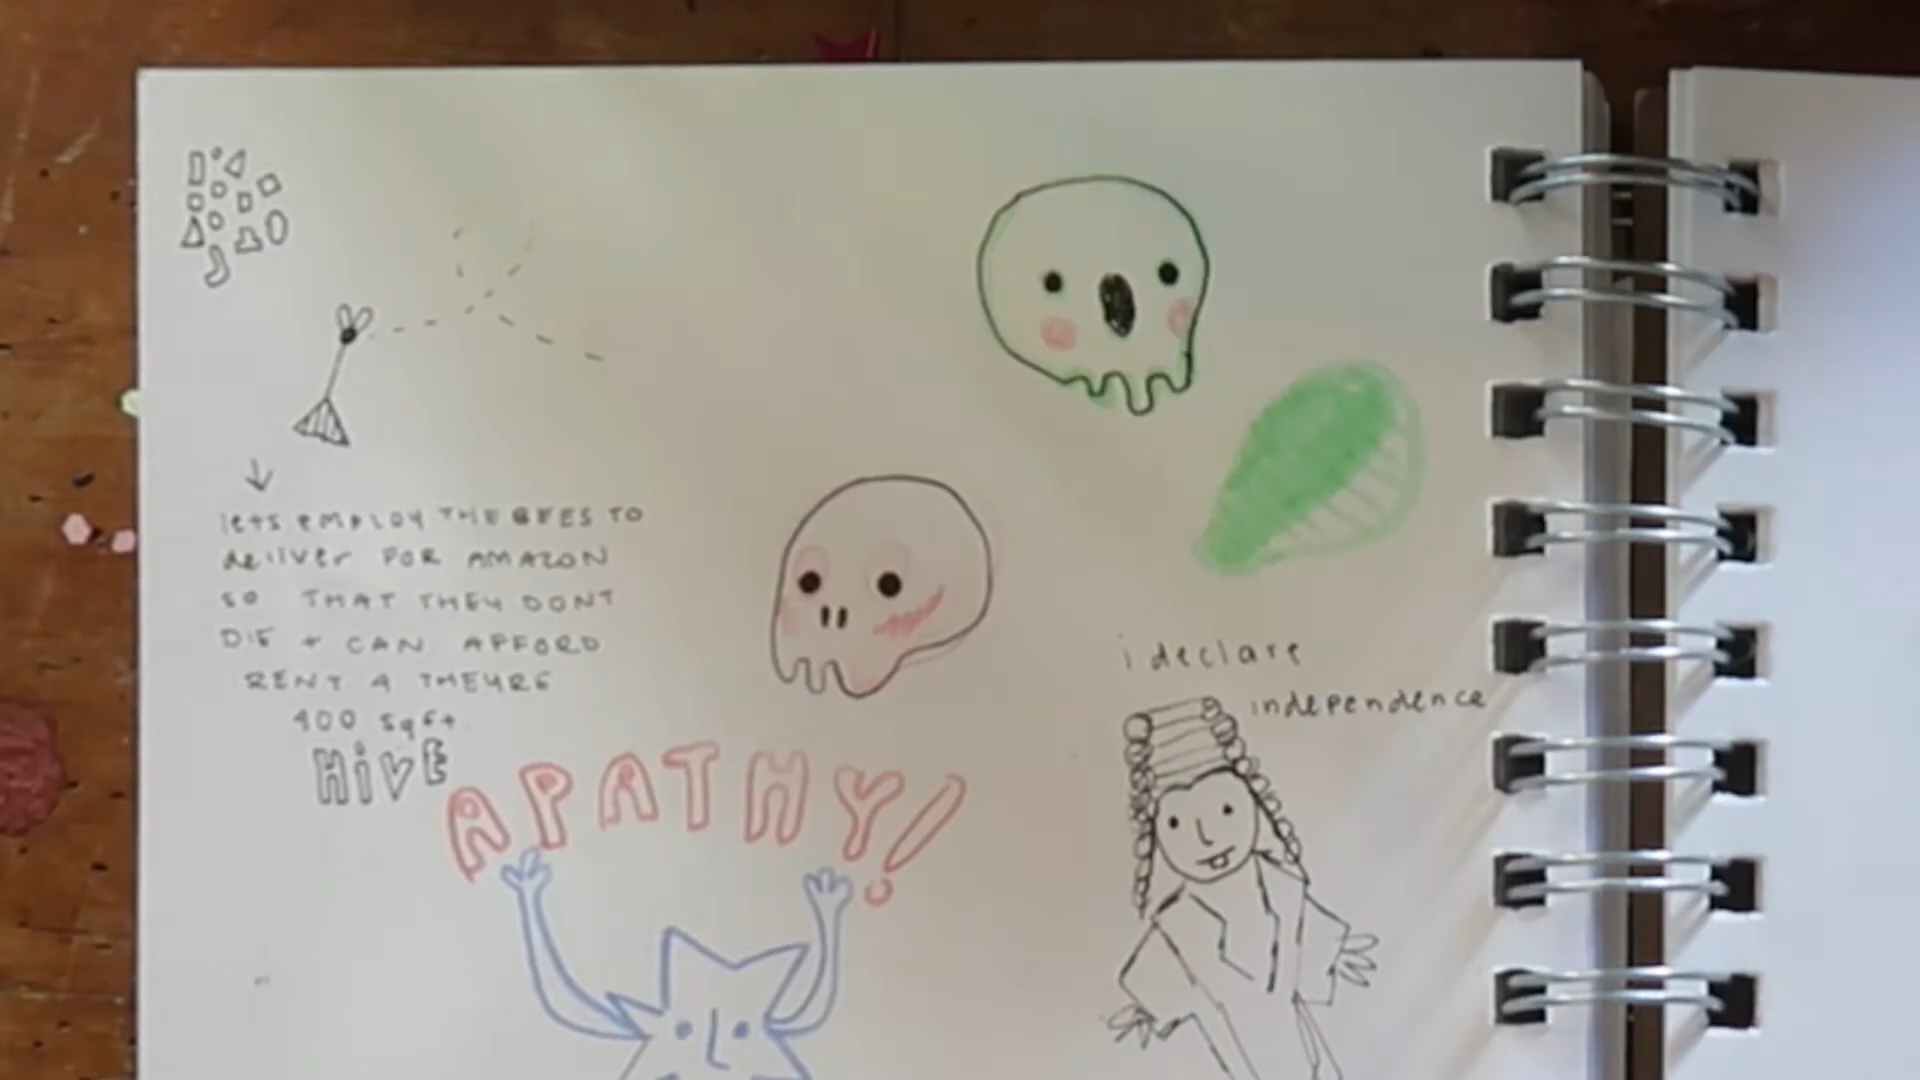 lets EMPLOY THE BEES TO
deliver FOR AMAZON
SO THAT THEY DONT
DIE + CAN AFFORD
RENT 4 THEYRE
400 sqft
HiVE
APATHY!
i declare
independence